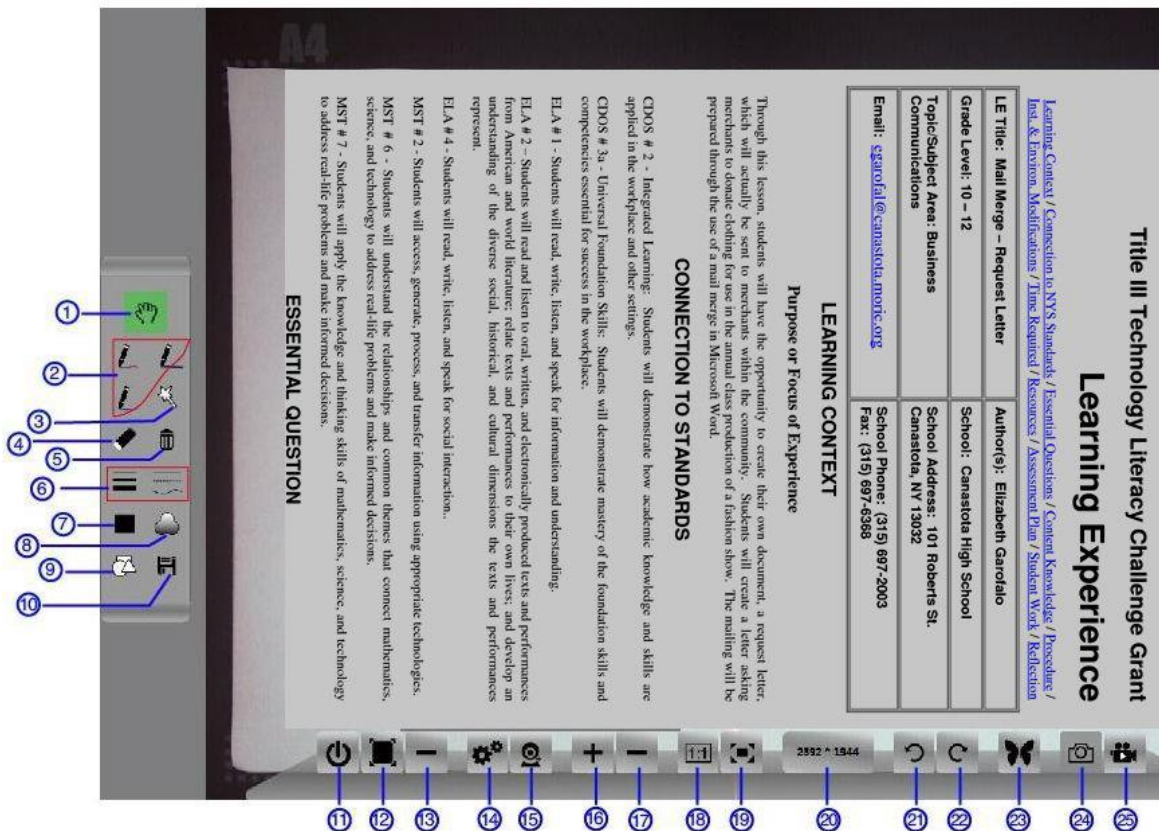 A4
Title III Technology Literacy Challenge Grant
Learning Experience
Learning Context / Connection to NYS Standards / Essential Questions / Content Knowledge / Procedure /
Inst. & Environ. Modifications / Time Required / Resources / Assessment Plan / Student Work / Reflection
LE Title: Mail Merge – Request Letter
Author(s): Elizabeth Garofalo
Grade Level: 10 – 12
School: Canastota High School
Topic/Subject Area: Business
Communications
School Address: 101 Roberts St.
Canastota, NY 13032
Email: egarofal@canastota.moric.org
School Phone: (315) 697-2003
Fax: (315) 697-6368
LEARNING CONTEXT
Purpose or Focus of Experience
Through this lesson, students will have the opportunity to create their own document, a request letter,
which will actually be sent to merchants within the community. Students will create a letter asking
merchants to donate clothing for use in the annual class production of a fashion show. The mailing will be
prepared through the use of a mail merge in Microsoft Word.
CONNECTION TO STANDARDS
CDOS # 2 - Integrated Learning: Students will demonstrate how academic knowledge and skills are
applied in the workplace and other settings.
CDOS # 3a - Universal Foundation Skills: Students will demonstrate mastery of the foundation skills and
competencies essential for success in the workplace.
ELA # 1 - Students will read, write, listen, and speak for information and understanding.
ELA # 2 – Students will read and listen to oral, written, and electronically produced texts and performances
from American and world literature; relate texts and performances to their own lives; and develop an
understanding of the diverse social, historical, and cultural dimensions the texts and performances
represent.
ELA # 4 - Students will read, write, listen, and speak for social interaction..
MST # 2 - Students will access, generate, process, and transfer information using appropriate technologies.
MST # 6 - Students will understand the relationships and common themes that connect mathematics,
science, and technology to address real-life problems and make informed decisions.
MST # 7 - Students will apply the knowledge and thinking skills of mathematics, science, and technology
to address real-life problems and make informed decisions.
ESSENTIAL QUESTION
1
2
3
4
5
6
7
8
9
10
1:1
2592 * 1944
11
12
13
14
15
16
17
18
19
20
21
22
23
24
25